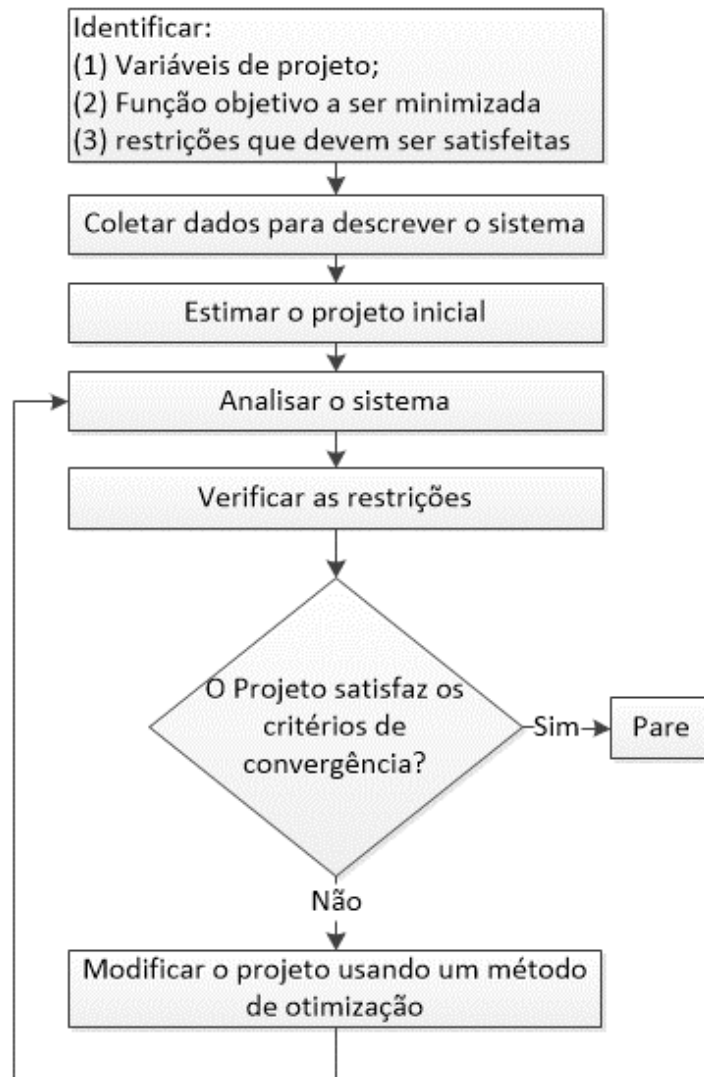 Identificar:
(1) Variáveis de projeto;
(2) Função objetivo a ser minimizada
(3) restrições que devem ser satisfeitas
Coletar dados para descrever o sistema
Estimar o projeto inicial
Analisar o sistema
Verificar as restrições
O Projeto satisfaz os
critérios de
convergência?
Sim
Pare
Não
Modificar o projeto usando um método
de otimização